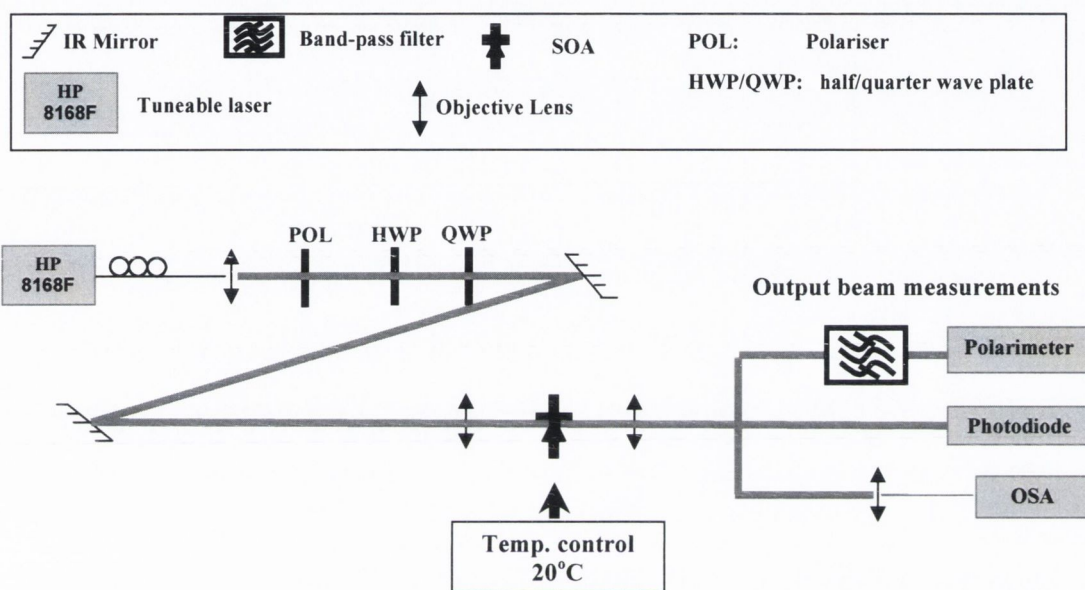 IR Mirror
Band-pass filter
SOA
POL: Polariser
HP
8168F
Tuneable laser
Objective Lens
HWP/QWP: half/quarter wave plate
POL HWP QWP
HP
8168F
Output beam measurements
Polarimeter
Photodiode
OSA
Temp. control
20°C